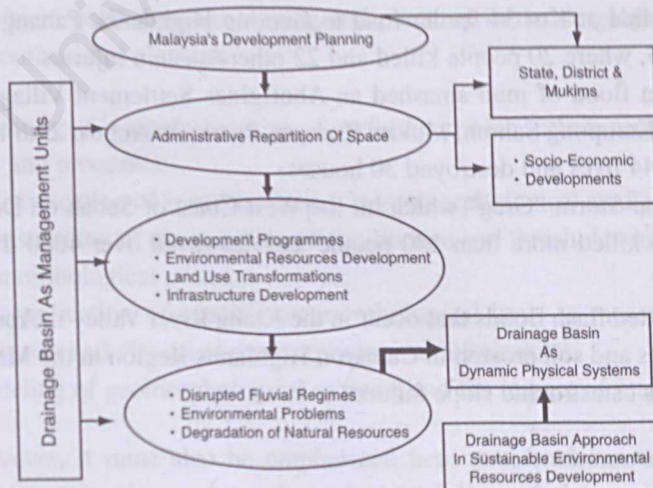 Malaysia's Development Planning
Administrative Repartition Of Space
• Development Programmes
• Environmental Resources Development
• Land Use Transformations
• Infrastructure Development
• Disrupted Fluvial Regimes
• Environmental Problems
• Degradation of Natural Resources
Drainage Basin As Management Units
State, District &
Mukims
• Socio-Economic
• Developments
Drainage Basin
As
Dynamic Physical Systems
Drainage Basin Approach
In Sustainable Environmental
Resources Development